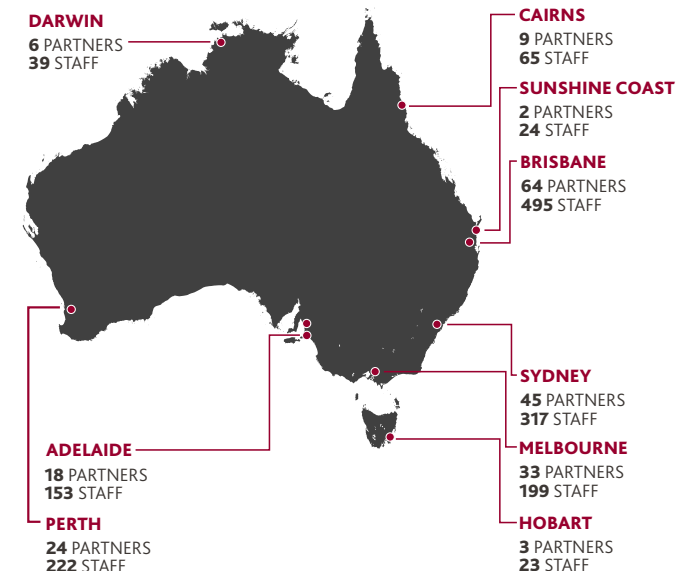 DARWIN
6 PARTNERS
39 STAFF
CAIRNS
9 PARTNERS
65 STAFF
SUNSHINE COAST
2 PARTNERS
24 STAFF
BRISBANE
64 PARTNERS
495 STAFF
SYDNEY
45 PARTNERS
317 STAFF
MELBOURNE
33 PARTNERS
199 STAFF
HOBART
3 PARTNERS
23 STAFF
ADELAIDE
18 PARTNERS
153 STAFF
PERTH
24 PARTNERS
222 STAFF